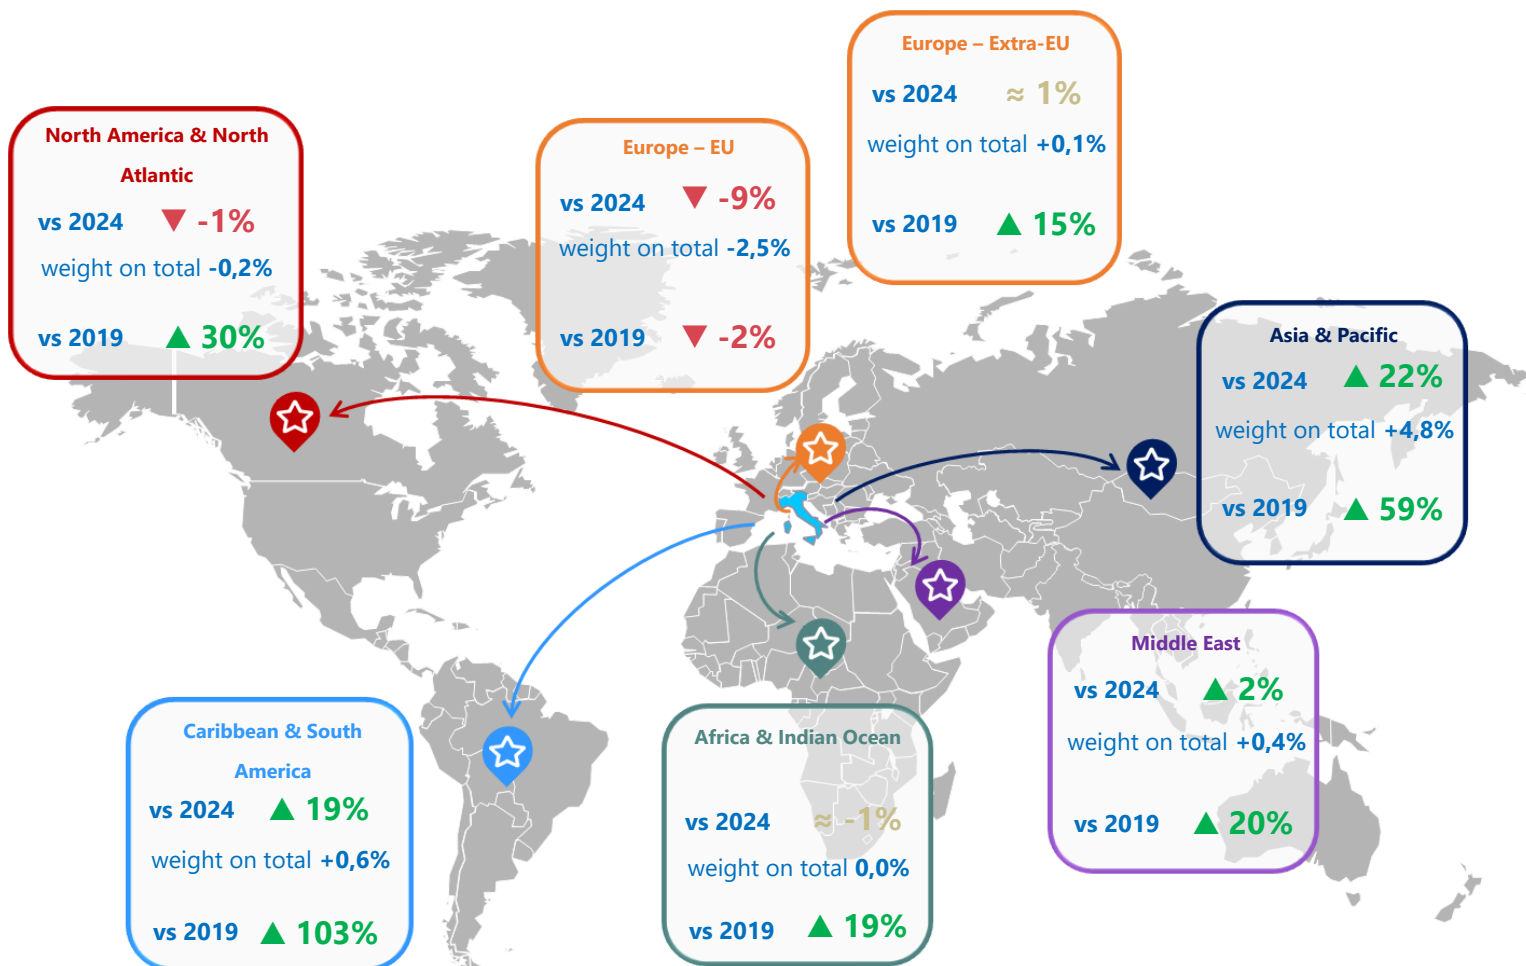 Europe – Extra-EU
vs 2024 ≈ 1%
weight on total +0,1%
vs 2019 ▲ 15%
North America & North
Atlantic
vs 2024 ▼ -1%
weight on total -0,2%
vs 2019 ▲ 30%
Europe – EU
vs 2024 ▼ -9%
weight on total -2,5%
vs 2019 ▼ -2%
Asia & Pacific
vs 2024 ▲ 22%
weight on total +4,8%
vs 2019 ▲ 59%
Middle East
vs 2024 ▲ 2%
weight on total +0,4%
vs 2019 ▲ 20%
Caribbean & South
America
vs 2024 ▲ 19%
weight on total +0,6%
vs 2019 ▲ 103%
Africa & Indian Ocean
vs 2024 ≈ -1%
weight on total 0,0%
vs 2019 ▲ 19%